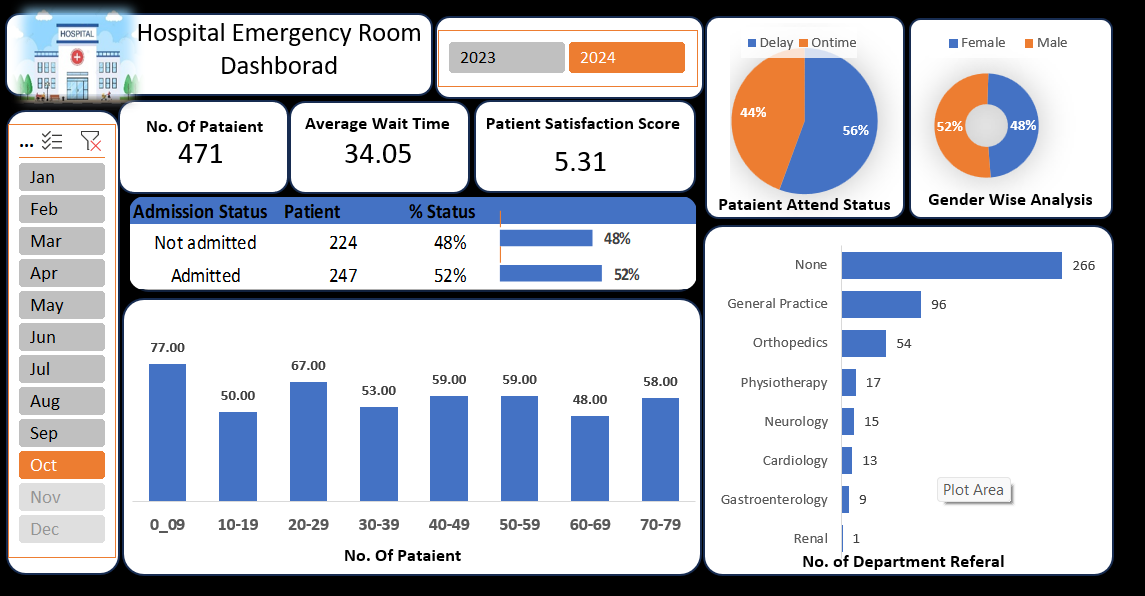 HOSPITAL
Hospital Emergency Room
Dashborad
2023
2024
Delay Ontime
44%
56%
Pataient Attend Status
Female Male
52%
48%
Gender Wise Analysis
...
Jan
Feb
Mar
Apr
May
Jun
Jul
Aug
Sep
Oct
Nov
Dec
No. Of Pataient
471
Average Wait Time
34.05
Patient Satisfaction Score
5.31
Admission Status Patient % Status
Not admitted 224 48% 48%
Admitted 247 52% 52%
77.00
50.00
67.00
53.00
59.00
59.00
48.00
58.00
0_09 10-19 20-29 30-39 40-49 50-59 60-69 70-79
No. Of Pataient
None 266
General Practice 96
Orthopedics 54
Physiotherapy 17
Neurology 15
Cardiology 13
Gastroenterology 9
Plot Area
Renal 1
No. of Department Referal